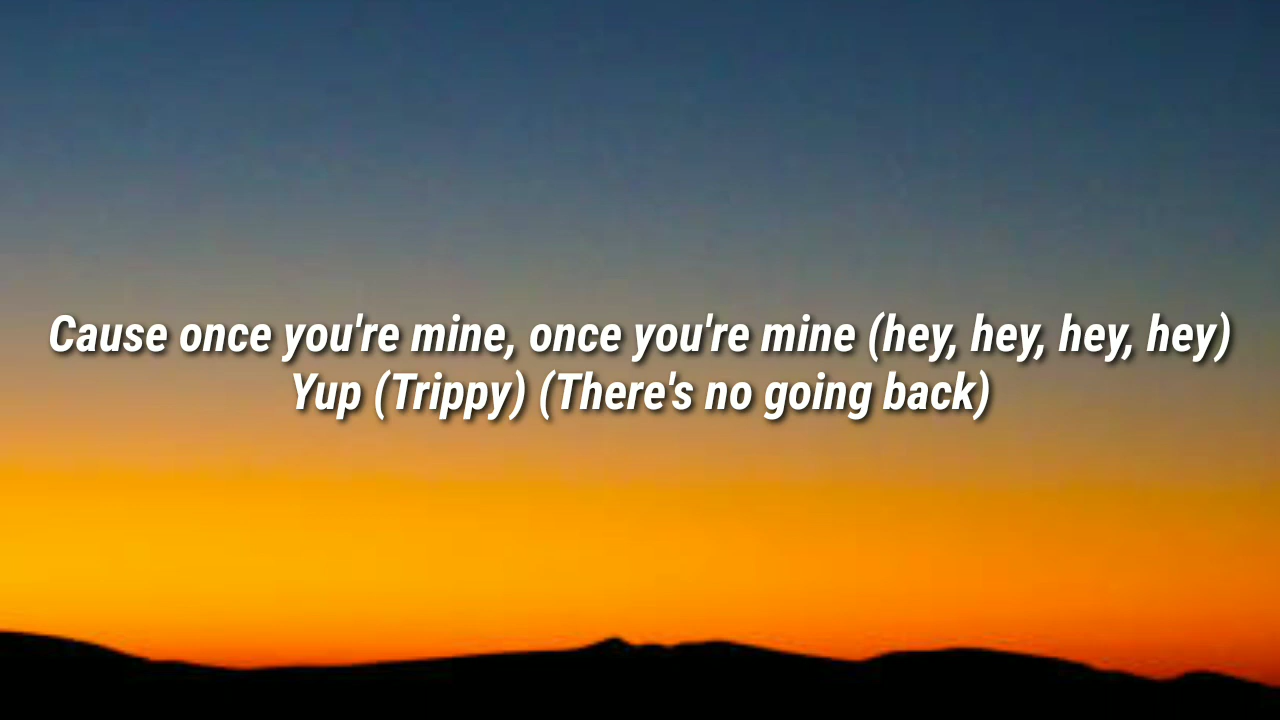 Cause once you're mine, once you're mine (hey, hey, hey, hey)
Yup (Trippy) (There's no going back)